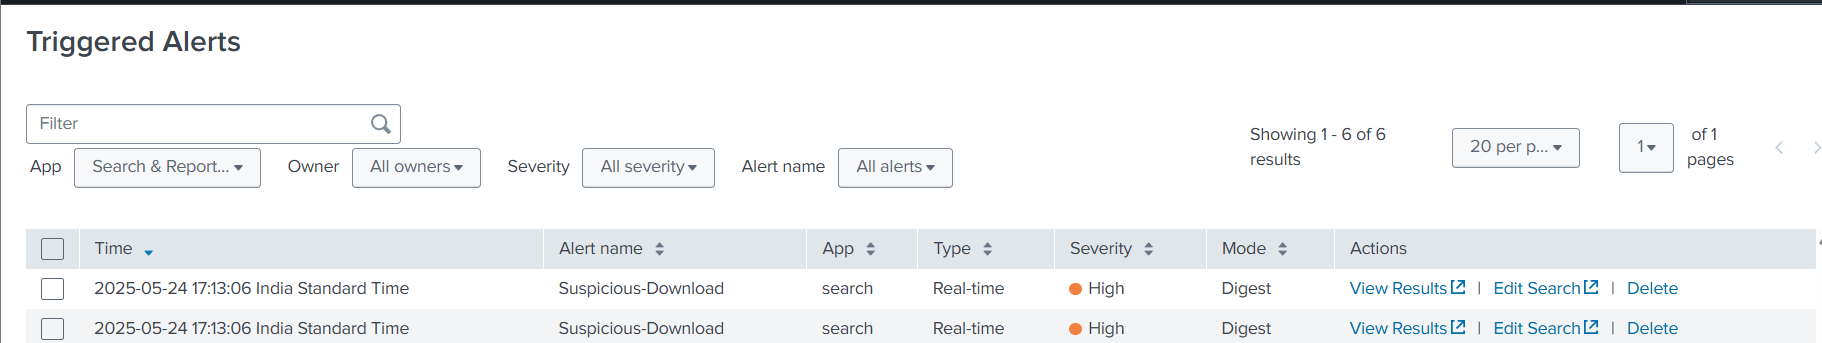 Triggered Alerts
Filter
Showing 1 - 6 of 6
results
20 per p...
1
of 1
pages
App Search & Report... Owner All owners Severity All severity Alert name All alerts
Time Alert name App Type Severity Mode Actions
2025-05-24 17:13:06 India Standard Time Suspicious-Download search Real-time High Digest View Results | Edit Search | Delete
2025-05-24 17:13:06 India Standard Time Suspicious-Download search Real-time High Digest View Results | Edit Search | Delete